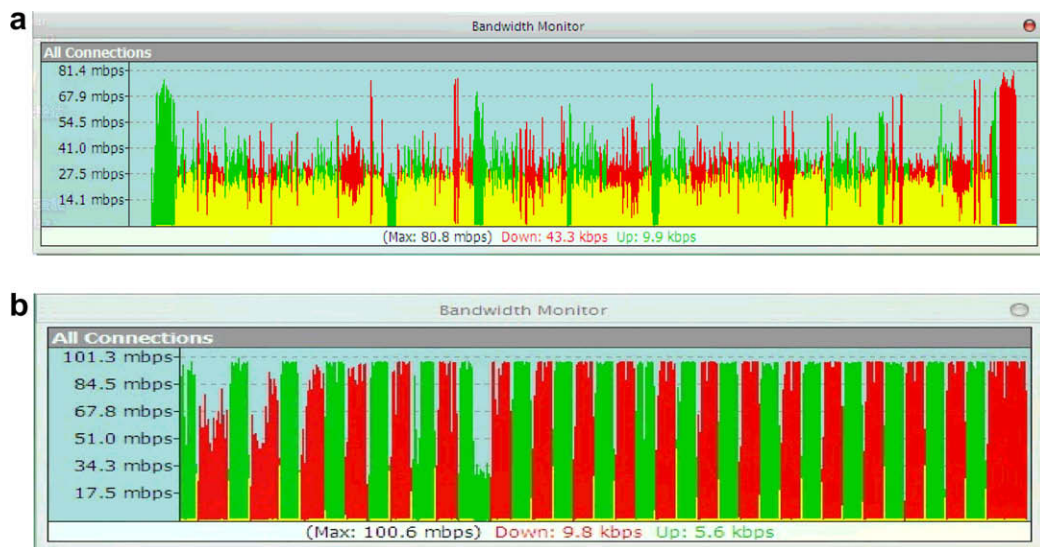 a
Bandwidth Monitor
All Connections
81.4 mbps
67.9 mbps
54.5 mbps
41.0 mbps
27.5 mbps
14.1 mbps
(Max: 80.8 mbps) Down: 43.3 kbps Up: 9.9 kbps
b
Bandwidth Monitor
All Connections
101.3 mbps
84.5 mbps
67.8 mbps
51.0 mbps
34.3 mbps
17.5 mbps
(Max: 100.6 mbps) Down: 9.8 kbps Up: 5.6 kbps